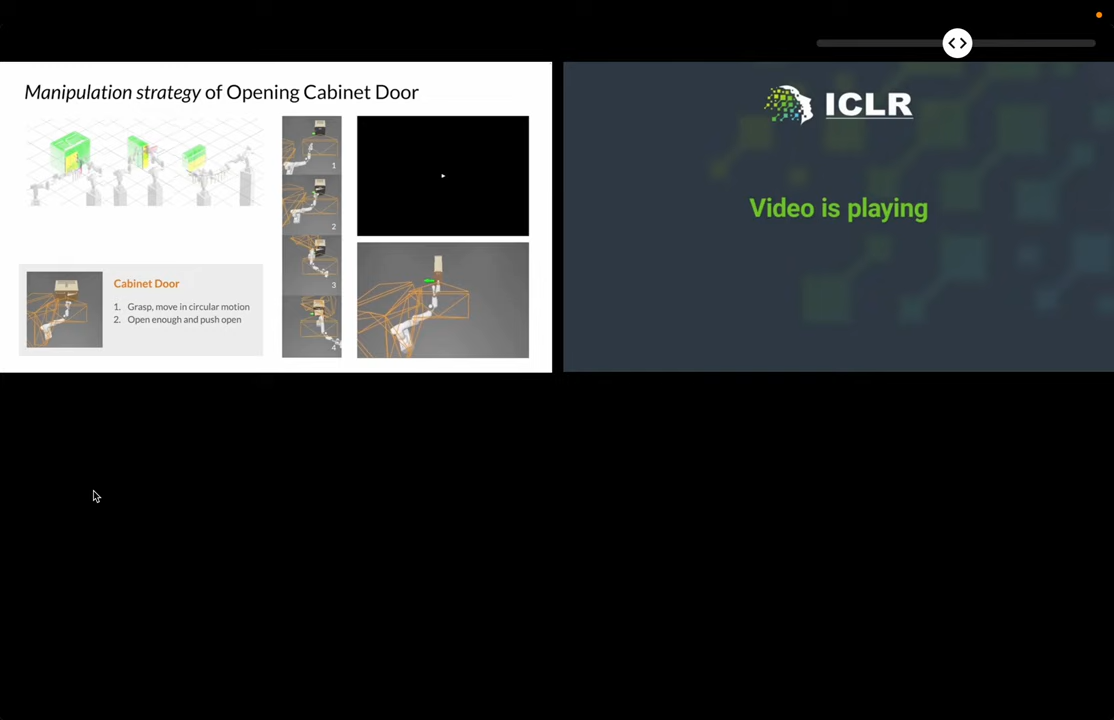 Manipulation strategy of Opening Cabinet Door
1
2
3
4
Cabinet Door
1. Grasp, move in circular motion
2. Open enough and push open
ICLR
Video is playing